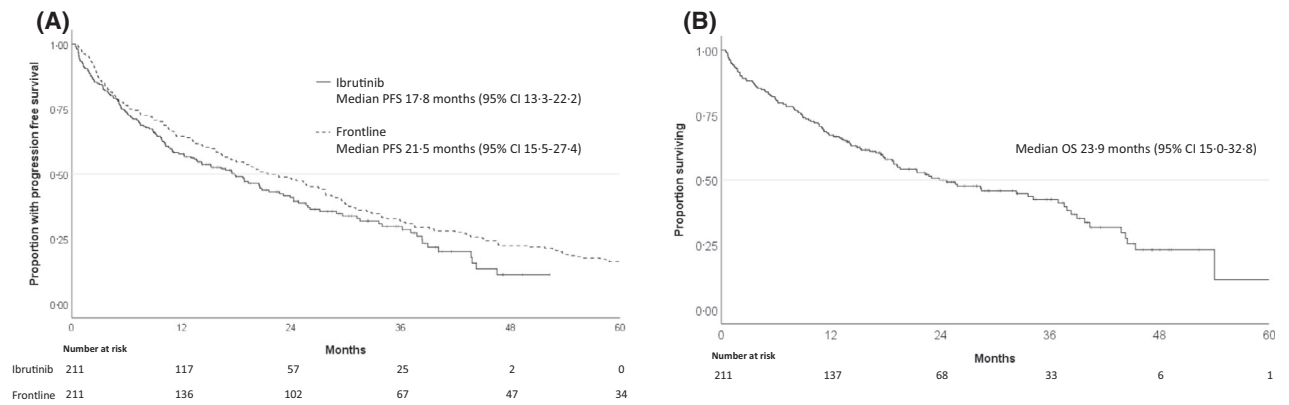 (A)
Proportion with progression free survival
1·00
0·75
0·50
0·25
0·00
Ibrutinib
Median PFS 17·8 months (95% CI 13·3-22·2)
Frontline
Median PFS 21·5 months (95% CI 15·5-27·4)
0 12 24 36 48 60
Months
Number at risk
Ibrutinib 211 117 57 25 2 0
Frontline 211 136 102 67 47 34
(B)
Proportion surviving
1·00
0·75
0·50
0·25
0·00
Median OS 23·9 months (95% CI 15·0-32·8)
0 12 24 36 48 60
Months
Number at risk
211 137 68 33 6 1